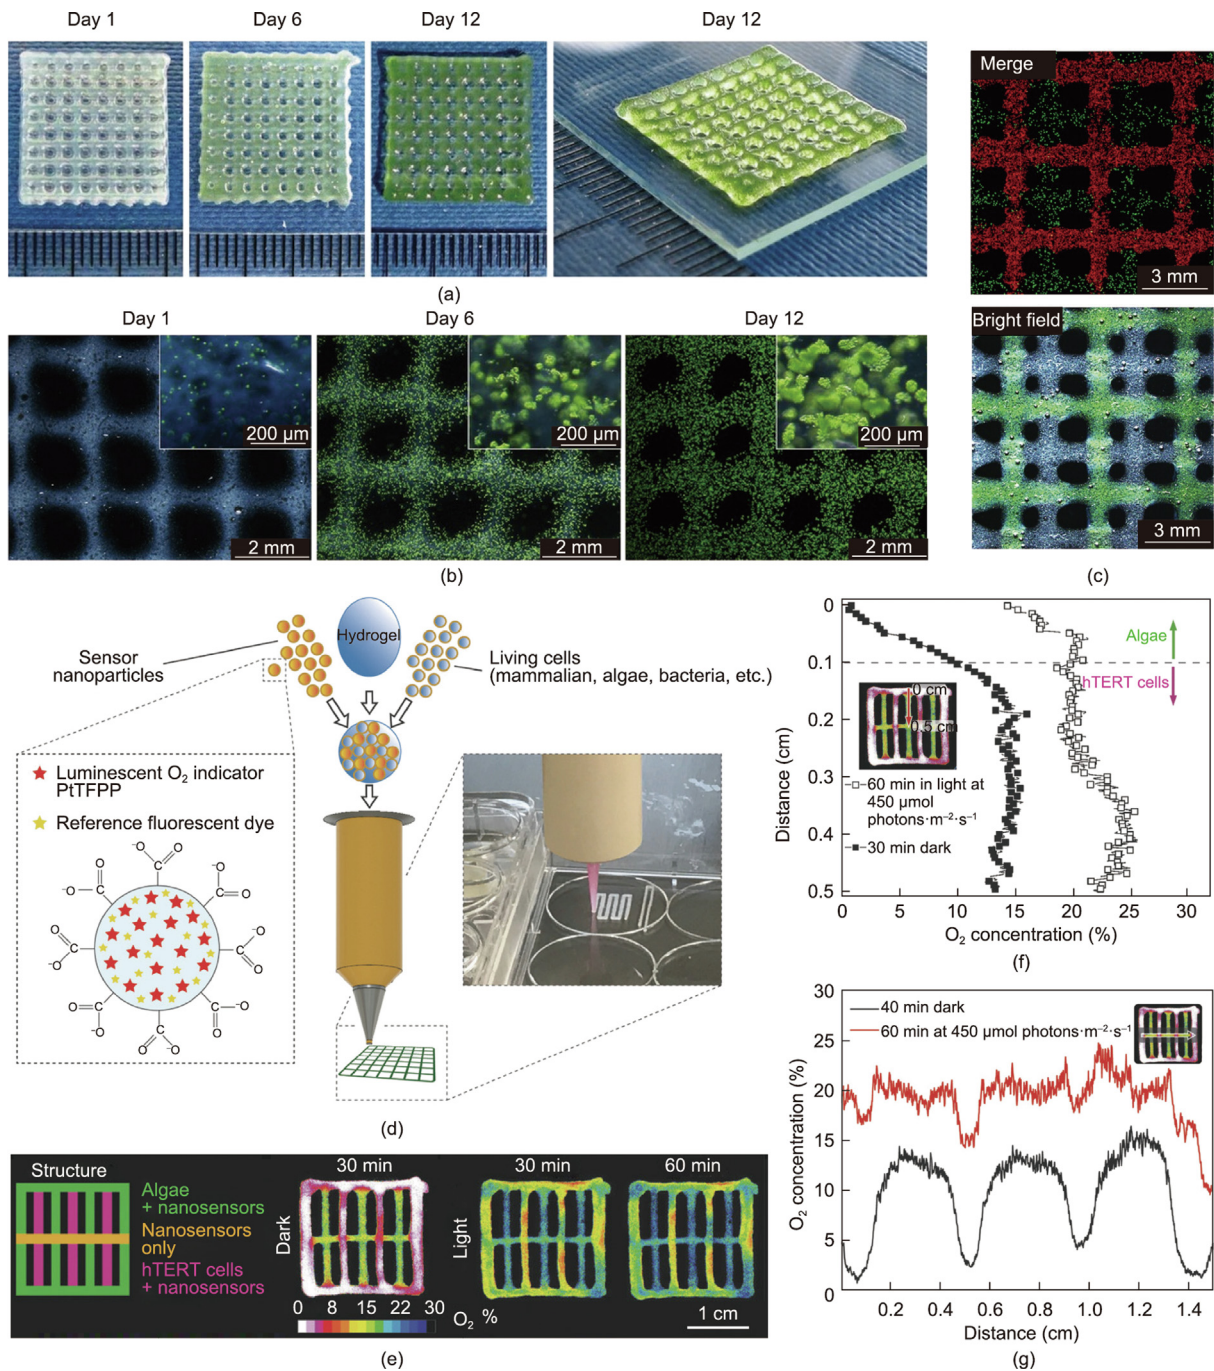 Day 1
Day 6
Day 12
Day 12
(a)
Merge
3 mm
Bright field
3 mm
(c)
Day 1
Day 6
Day 12
200 μm
200 μm
200 μm
2 mm
2 mm
2 mm
(b)
Sensor
nanoparticles
Hydrogel
Living cells
(mammalian, algae, bacteria, etc.)
Luminescent O₂ indicator
PtTFPP
Reference fluorescent dye
⁻O
O
C
⁻O
O
C
O
O⁻
C
⁻O
O
C
O⁻
O
C
⁻O
O
C
O
⁻O
C
O
⁻O
C
(d)
0
0.1
0.2
0.3
0.4
0.5
Distance (cm)
Algae
hTERT cells
0 cm
0.5 cm
60 min in light at
450 μmol
photons·m⁻²·s⁻¹
30 min dark
0
5
10
15
20
25
30
O₂ concentration (%)
(f)
Structure
Algae
+ nanosensors
Nanosensors
only
hTERT cells
+ nanosensors
30 min
Dark
0 8 15 22 30
O₂ %
30 min
60 min
Light
1 cm
(e)
30
25
20
15
10
5
0
O₂ concentration (%)
40 min dark
60 min at 450 μmol photons·m⁻²·s⁻¹
0.2
0.4
0.6
0.8
1.0
1.2
1.4
Distance (cm)
(g)